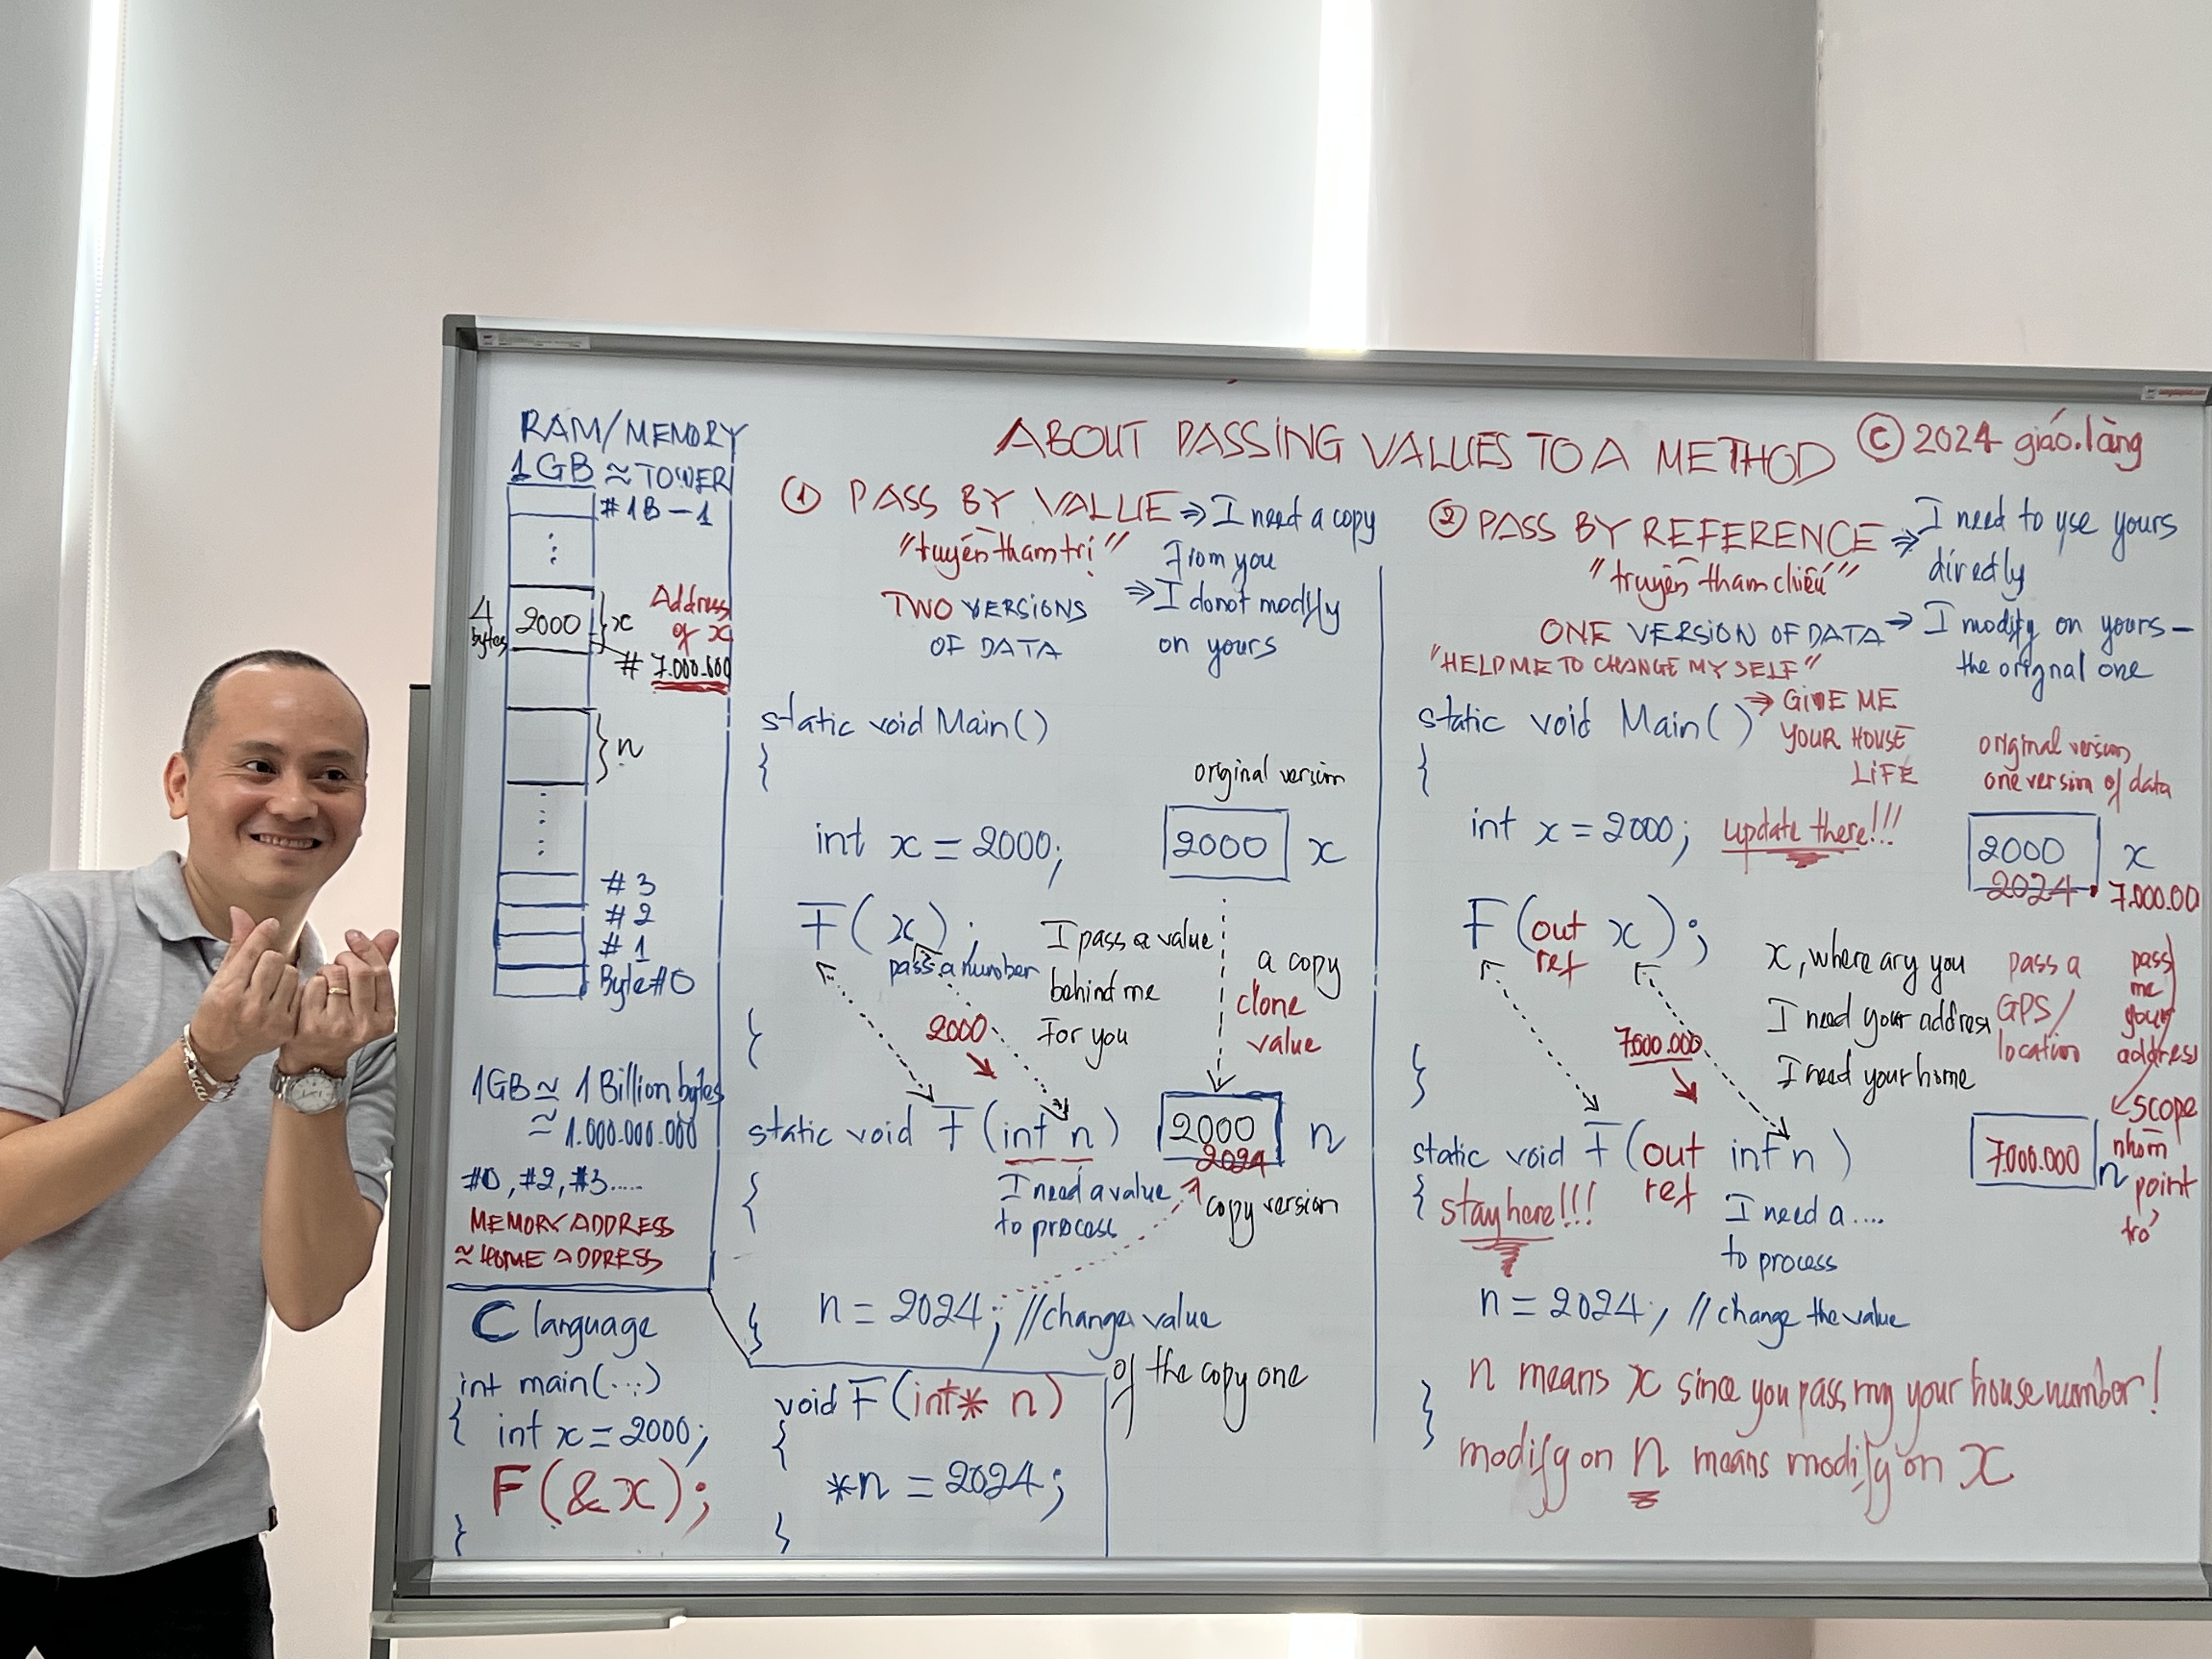 ABOUT PASSING VALUES TO A METHOD © 2024 giáo.làng
RAM/MEMORY
1GB ≈ TOWER
#1B-1
4 bytes
2000
x
Address
of x
# 7.000.000
n
#3
#2
#1
Byte#0
1GB ≈ 1 Billion bytes
≈ 1.000.000.000
#0, #2, #3.....
MEMORY ADDRESS
≈ HOME ADDRESS
C language
int main(...)
{ int x = 2000;
F(&x);
}
void F(int* n)
{
*n = 2024;
}
① PASS BY VALUE ⇒ I need a copy
"truyền tham trị" From you
TWO VERSIONS ⇒ I donot modify
OF DATA on yours
static void Main()
{
original version
int x = 2000; 2000 x
F(x);
pass a number
I pass a value
behind me
For you
a copy
clone
value
2000
}
static void F(int n) 2000 n
2024
{
I need a value
to process
copy version
n = 2024; //change value
of the copy one
}
② PASS BY REFERENCE ⇒ I need to use yours
"truyền tham chiếu" directly
ONE VERSION OF DATA → I modify on yours –
"HELP ME TO CHANGE MY SELF" the orignal one
static void Main() ⇒ GIVE ME
YOUR HOUSE
LIFE
{
original version
one version of data
int x = 2000; update there!!! 2000 x
2024 7.000.00
F(out x);
ref
x, where ary you
I need your address
I need your home
pass a
GPS/
location
pass
me
your
address
7.000.000
}
static void F(out int n) 7.000.000 n
ref
SCOPE
nhòm
point
trỏ
{ stay here!!!
I need a ....
to process
n = 2024; //change the value
n means x since you pass my your house number!
}
modify on n means modify on x